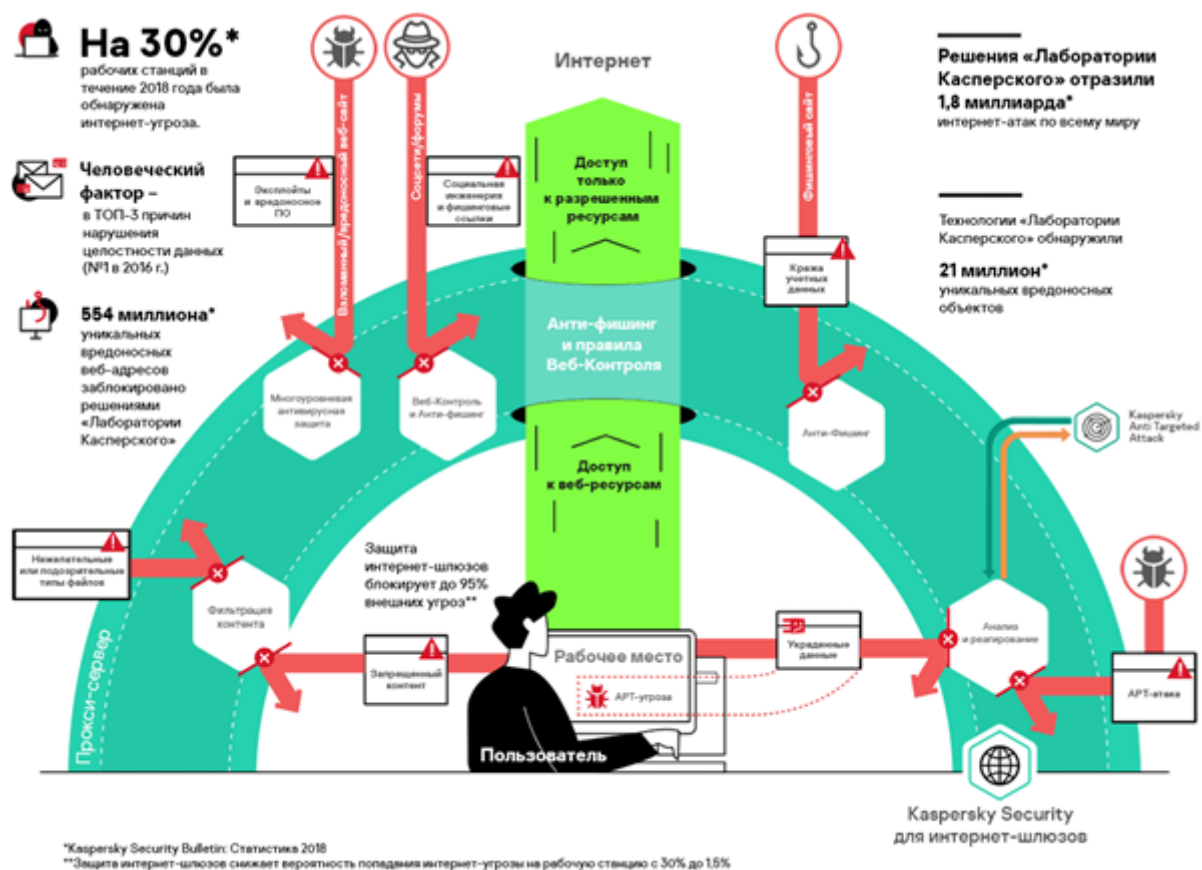 На 30%*
рабочих станций в
течение 2018 года была
обнаружена
интернет-угроза.
Человеческий
фактор –
в ТОП-3 причин
нарушения
целостности данных
(№1 в 2016 г.)
554 миллиона*
уникальных
вредоносных
веб-адресов
заблокировано
решениями
«Лаборатории
Касперского»
Взломанный/вредоносный веб-сайт
Эксплойты
и вредоносное
ПО
Соцсети/форумы
Социальная
инженерия
и фишинговые
ссылки
Интернет
Доступ
только
к разрешенным
ресурсам
Анти-фишинг
и правила
Веб-Контроля
Доступ
к веб-ресурсам
Фишинговый сайт
Кража
учетных
данных
Решения «Лаборатории
Касперского» отразили
1,8 миллиарда*
интернет-атак по всему миру
Технологии «Лаборатории
Касперского» обнаружили
21 миллион*
уникальных вредоносных
объектов
Многоуровневая
антивирусная
защита
Веб-Контроль
и Анти-фишинг
Анти-Фишинг
Kaspersky
Anti Targeted
Attack
Нежелательные
или подозрительные
типы файлов
Фильтрация
контента
Защита
интернет-шлюзов
блокирует до 95%
внешних угроз**
Запрещенный
контент
Рабочее место
APT-угроза
Пользователь
Украденные
данные
Анализ
и реагирование
APT-атака
Прокси-сервер
Kaspersky Security
для интернет-шлюзов
*Kaspersky Security Bulletin: Статистика 2018
**Защита интернет-шлюзов снижает вероятность попадания интернет-угрозы на рабочую станцию с 30% до 1,5%